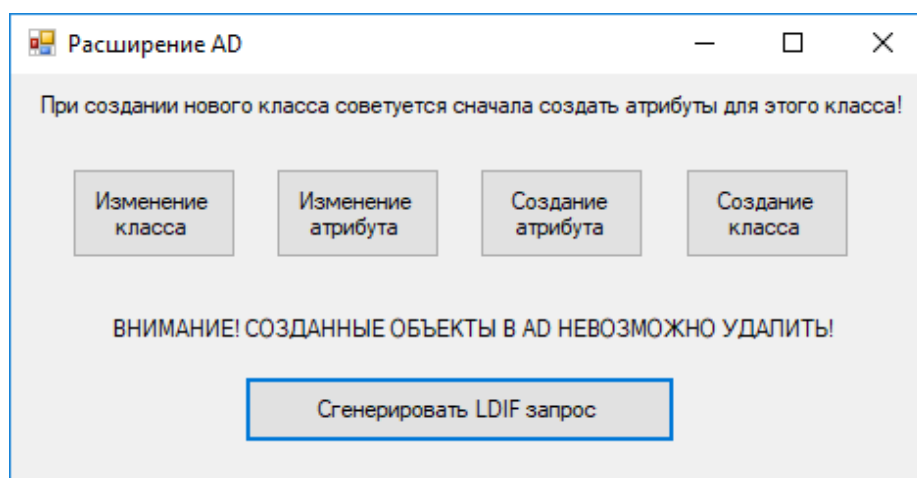 Расширение AD
При создании нового класса советуется сначала создать атрибуты для этого класса!
Изменение
класса
Изменение
атрибута
Создание
атрибута
Создание
класса
ВНИМАНИЕ! СОЗДАННЫЕ ОБЪЕКТЫ В AD НЕВОЗМОЖНО УДАЛИТЬ!
Сгенерировать LDIF запрос